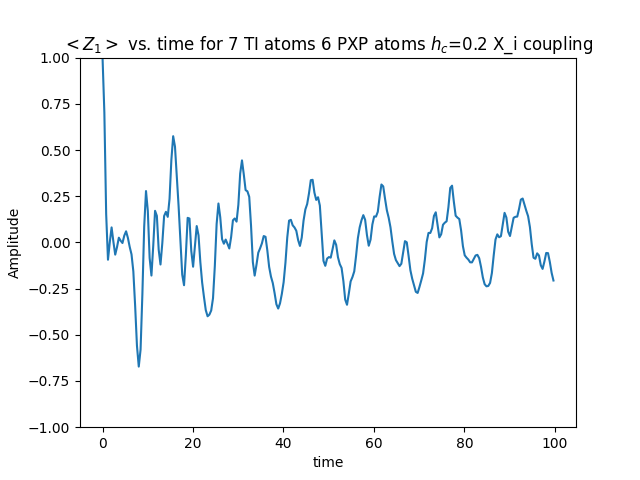 < Z₁ > vs. time for 7 TI atoms 6 PXP atoms h_c=0.2 X_i coupling
1.00
0.75
0.50
0.25
0.00
−0.25
−0.50
−0.75
−1.00
Amplitude
0 20 40 60 80 100
time